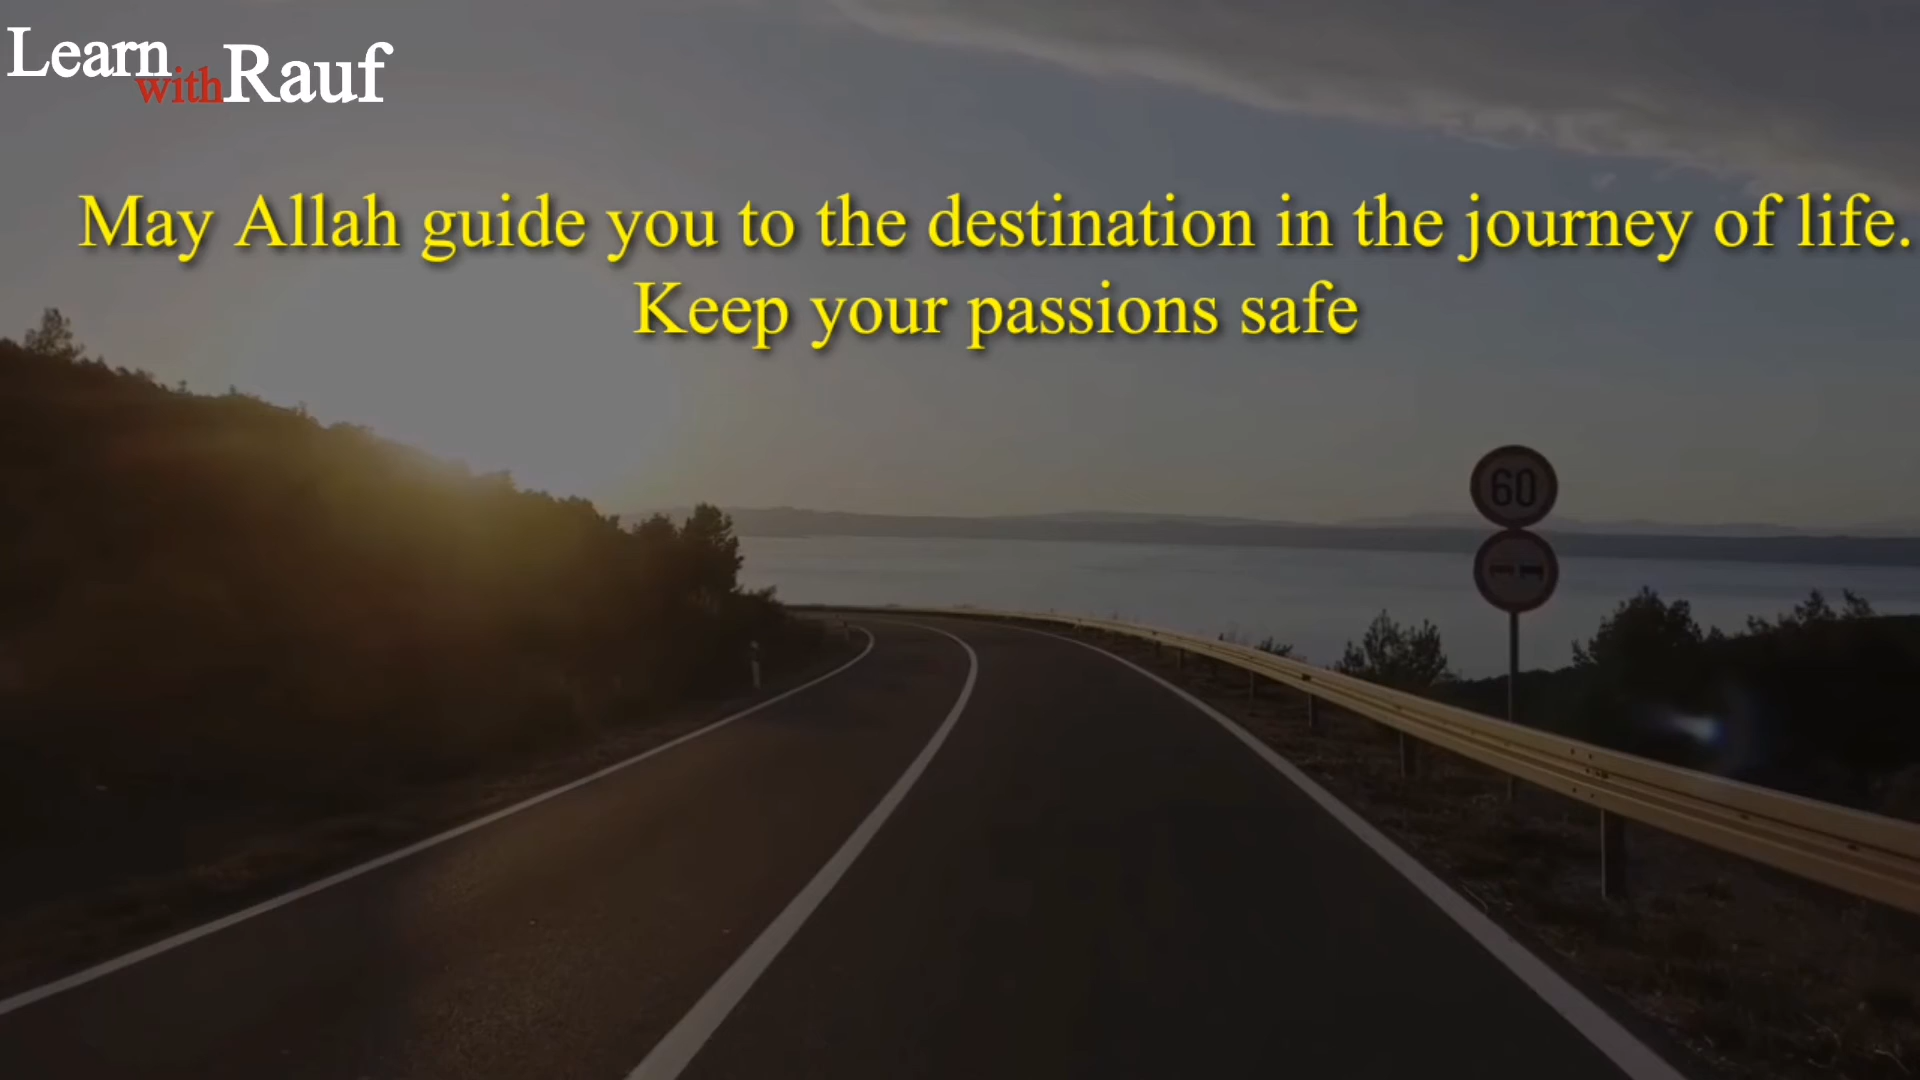 Learn with Rauf
May Allah guide you to the destination in the journey of life.
Keep your passions safe
60